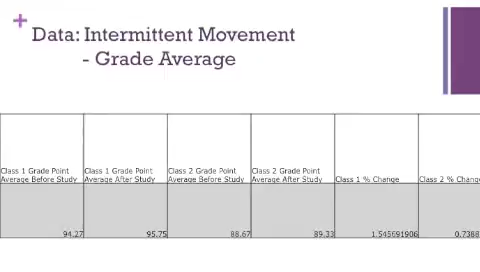 +
Data: Intermittent Movement
- Grade Average
Class 1 Grade Point Average Before Study
Class 1 Grade Point Average After Study
Class 2 Grade Point Average Before Study
Class 2 Grade Point Average After Study
Class 1 % Change
Class 2 % Change
94.27 95.75 88.67 89.33 1.545691906 0.7388